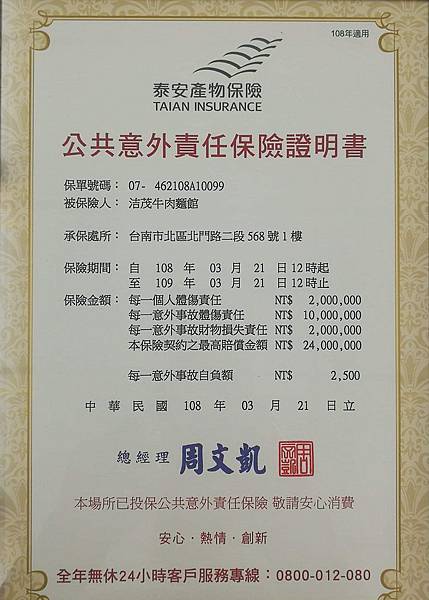 108年適用
泰安產物保險
TAIAN INSURANCE
公共意外責任保險證明書
保單號碼： 07- 462108A10099
被保險人： 洁茂牛肉麵館
承保處所： 台南市北區北門路二段568號1樓
保險期間： 自 108 年 03 月 21 日12時起
至 109 年 03 月 21 日12時止
保險金額： 每一個人體傷責任 NT$ 2,000,000
每一意外事故體傷責任 NT$ 10,000,000
每一意外事故財物損失責任 NT$ 2,000,000
本保險契約之最高賠償金額 NT$ 24,000,000
每一意外事故自負額 NT$ 2,500
中華民國 108 年 03 月 21 日立
總經理 周文凱
本場所已投保公共意外責任保險 敬請安心消費
安心．熱情．創新
全年無休24小時客戶服務專線：0800-012-080